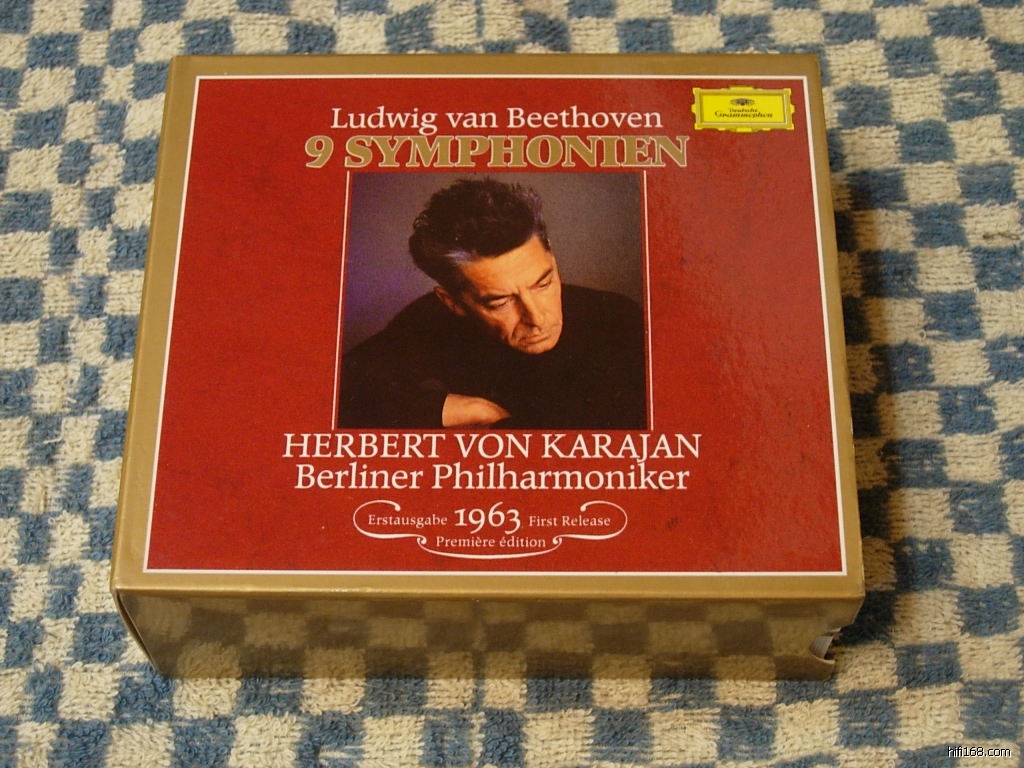 Ludwig van Beethoven
9 SYMPHONIEN
Deutsche
Grammophon
HERBERT VON KARAJAN
Berliner Philharmoniker
Erstausgabe 1963 First Release
Première édition
hifi168.com